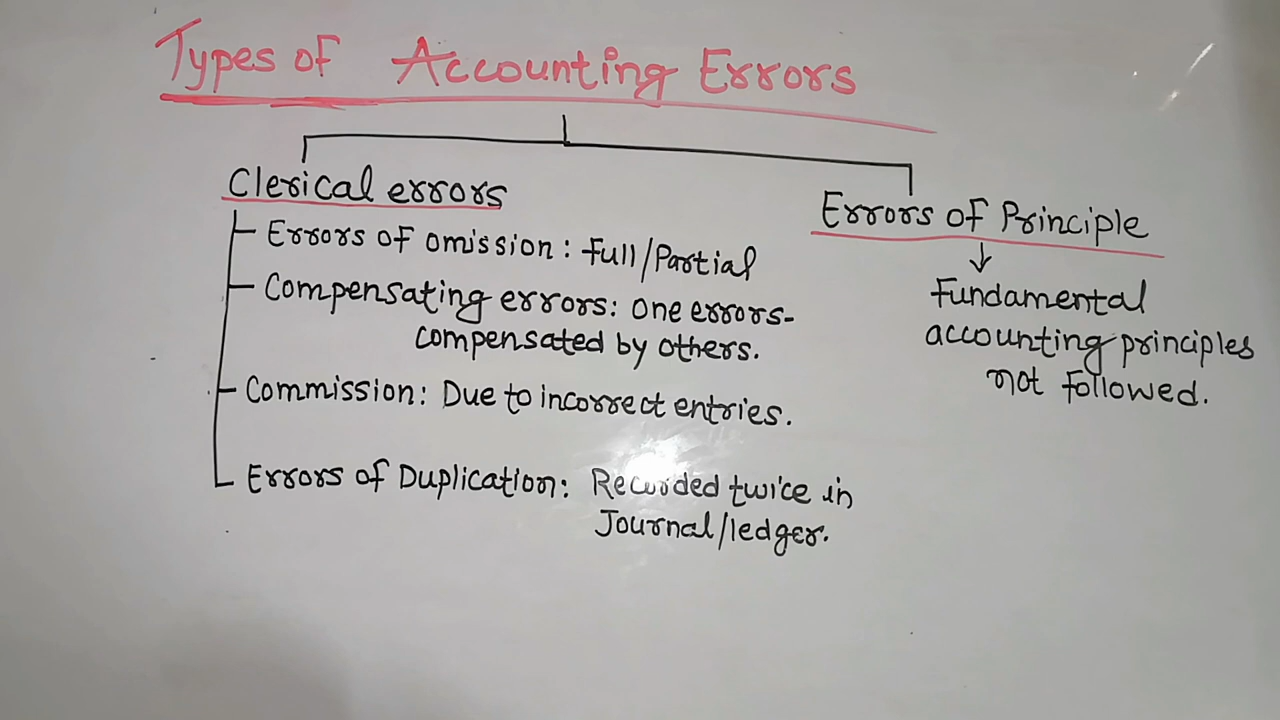 Types of Accounting Errors
Clerical errors
Errors of omission: Full/Partial
Compensating errors: One errors-
compensated by others.
Commission: Due to incorrect entries.
Errors of Duplication: Recorded twice in
Journal/ledger.
Errors of Principle
Fundamental
accounting principles
not followed.